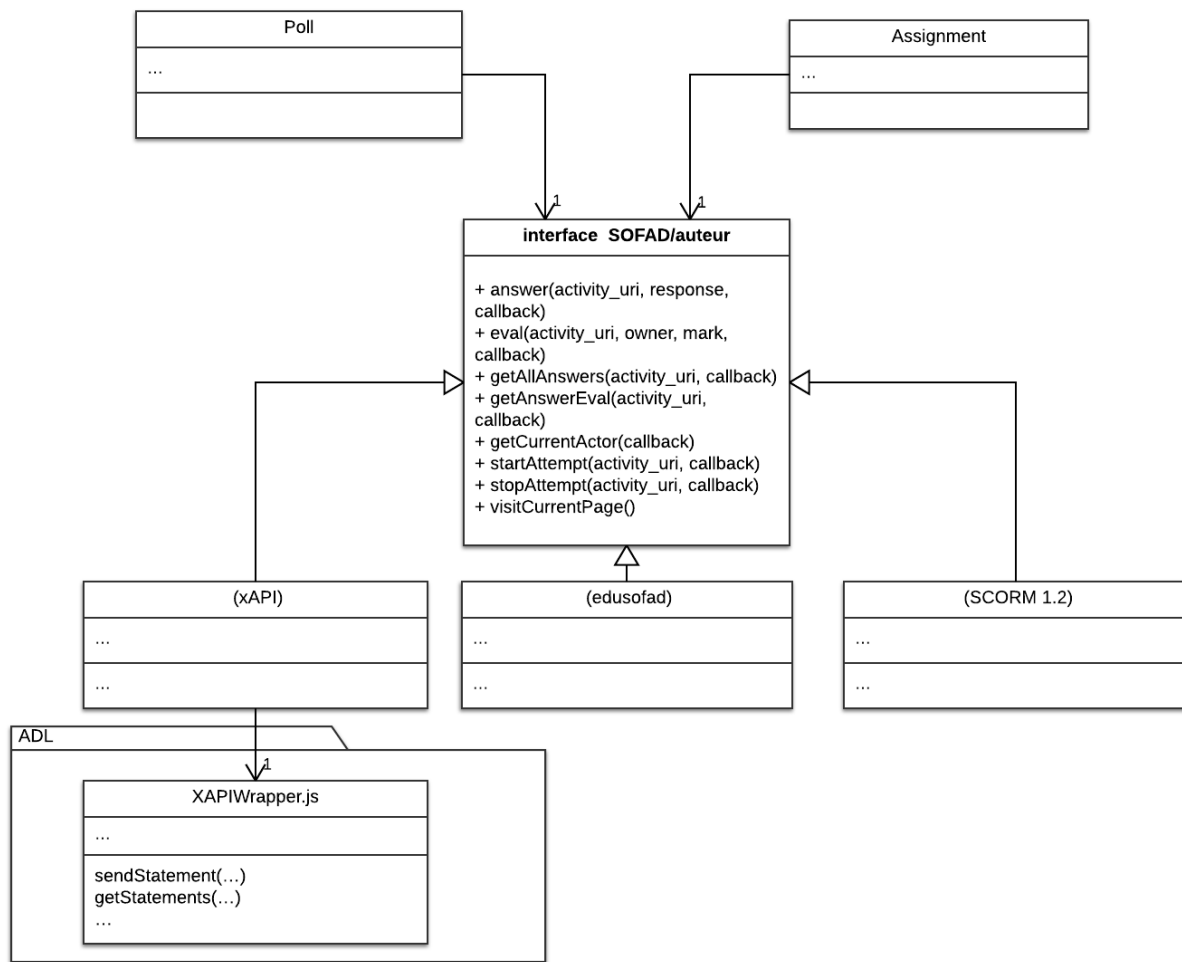 Poll
...
Assignment
...
1
1
interface SOFAD/auteur
+ answer(activity_uri, response,
callback)
+ eval(activity_uri, owner, mark,
callback)
+ getAllAnswers(activity_uri, callback)
+ getAnswerEval(activity_uri,
callback)
+ getCurrentActor(callback)
+ startAttempt(activity_uri, callback)
+ stopAttempt(activity_uri, callback)
+ visitCurrentPage()
(xAPI)
...
...
(edusofad)
...
...
(SCORM 1.2)
...
...
ADL
1
XAPIWrapper.js
...
sendStatement(...)
getStatements(...)
...